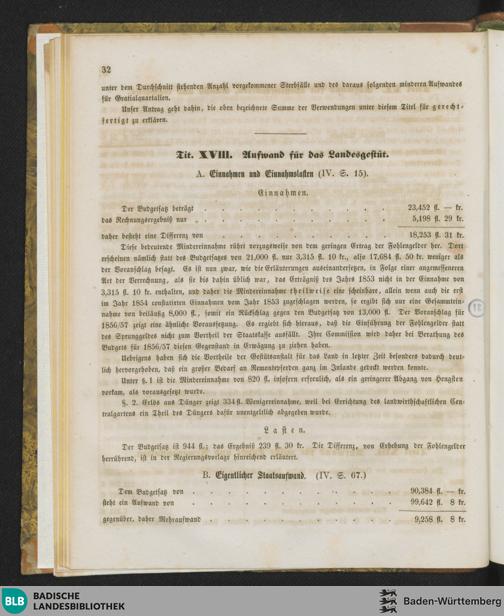 32
unter dem Durchschnitt stehenden Anzahl vorgekommener Sterbfälle und des daraus folgenden minderen Aufwandes
für Gratialquartalien.
Unser Antrag geht dahin, die oben bezeichnete Summe der Verwendungen unter diesem Titel für gerecht-
fertigt zu erklären.
Tit. XVIII. Aufwand für das Landesgestüt.
A. Einnahmen und Einnahmslasten (IV. S. 15).
Einnahmen.
Der Budgetsatz beträgt . . . . . . . . 23,452 fl. — kr.
das Rechnungsergebniß nur . . . . . . . . 5,198 fl. 29 kr.
daher besteht eine Differenz von . . . . . . . . 18,253 fl. 31 kr.
Diese bedeutende Mindereinnahme rührt vorzugsweise von dem geringen Ertrag der Fohlengelder her. Dort
erscheinen nämlich statt des Budgetsatzes von 21,000 fl. nur 3,315 fl. 10 kr., also 17,684 fl. 50 kr. weniger als
der Voranschlag besagt. Es ist nun zwar, wie die Erläuterungen auseinandersetzen, in Folge einer angemesseneren
Art der Verrechnung, als sie bis dahin üblich war, das Erträgniß des Jahres 1853 nicht in der Einnahme von
3,315 fl. 10 kr. enthalten, und daher die Mindereinnahme theilweise eine scheinbare, allein wenn auch die erst
im Jahr 1854 constatirten Einnahmen vom Jahr 1853 zugeschlagen werden, so ergibt sich nur eine Gesammtein-
nahme von beiläufig 8,000 fl., somit ein Rückschlag gegen den Budgetsatz von 13,000 fl. Der Voranschlag für
1856/57 zeigt eine ähnliche Voraussetzung. Es ergiebt sich hieraus, daß die Einführung der Fohlengelder statt
des Sprunggeldes nicht zum Vortheil der Staatskasse ausfällt. Ihre Commission wird daher bei Berathung des
Budgets für 1856/57 diesen Gegenstand in Erwägung zu ziehen haben.
Uebrigens haben sich die Vortheile der Gestütsanstalt für das Land in letzter Zeit besonders dadurch deut-
lich hervorgehoben, daß ein großer Bedarf an Remontepferden ganz im Inlande gedeckt werden konnte.
Unter §. 1 ist die Mindereinnahme von 820 fl. insofern erfreulich, als ein geringerer Abgang von Hengsten
vorkam, als vorausgesetzt wurde.
§. 2. Erlös aus Dünger zeigt 334 fl. Wenigereinnahme, weil bei Errichtung des landwirthschaftlichen Cen-
tralgartens ein Theil des Düngers dafür unentgeltlich abgegeben wurde.
Lasten.
Der Budgetsatz ist 944 fl.; das Ergebniß 239 fl. 30 kr. Die Differenz, von Erhebung der Fohlengelder
herrührend, ist in der Regierungsvorlage hinreichend erläutert.
B. Eigentlicher Staatsaufwand. (IV. S. 67.)
Dem Budgetsatz von . . . . . . . . 90,384 fl. — kr.
steht ein Aufwand von . . . . . . . . 99,642 fl. 8 kr.
gegenüber, daher Mehraufwand . . . . . . . . 9,258 fl. 8 kr.
BLB BADISCHE
LANDESBIBLIOTHEK
Baden-Württemberg